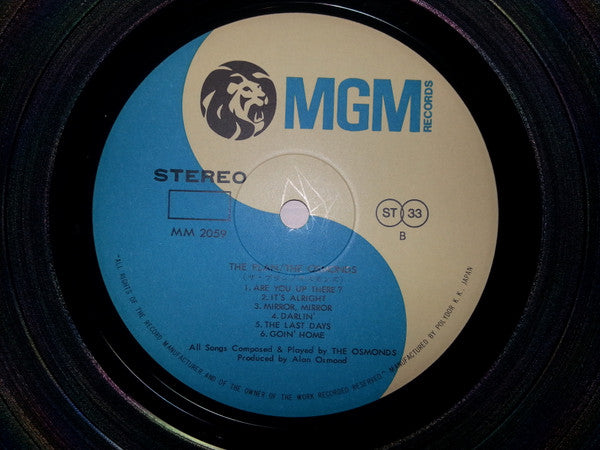 MGM
RECORDS
STEREO
MM 2059
ST 33
B
THE PLAN/THE OSMONDS
1. ARE YOU UP THERE?
2. IT'S ALRIGHT
3. MIRROR, MIRROR
4. DARLIN'
5. THE LAST DAYS
6. GOIN' HOME
All Songs Composed & Played by THE OSMONDS
Produced by Alan Osmond
"ALL RIGHTS OF THE RECORD MANUFACTURER AND OF THE OWNER OF THE WORK RECORDED RESERVED." MANUFACTURED BY POLYDOR K. K., JAPAN